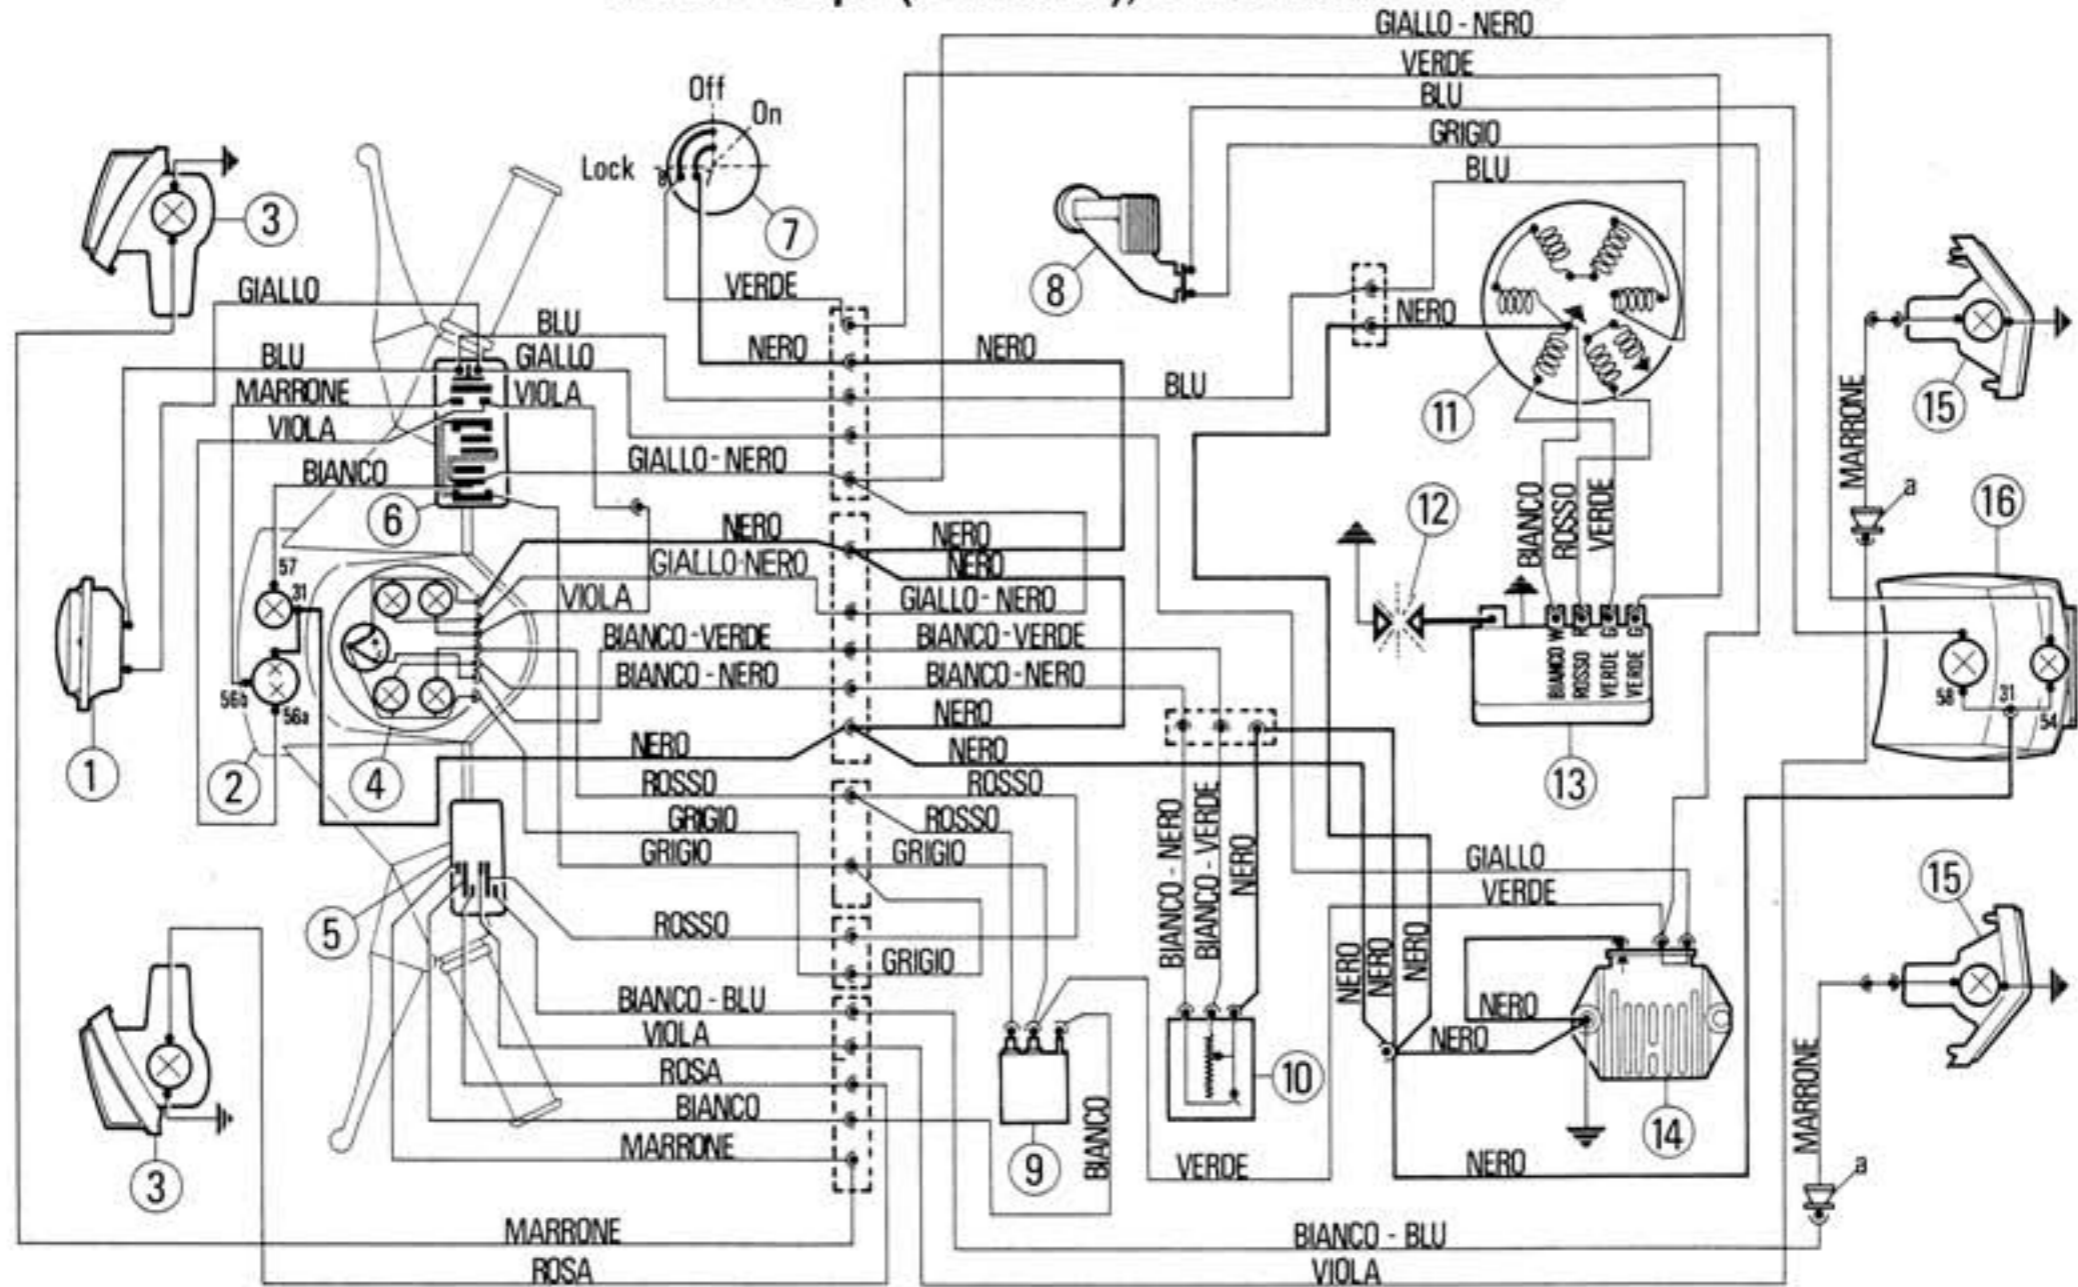 GIALLO - NERO
VERDE
BLU
GRIGIO
BLU
Off
On
Lock
7
3
8
VERDE
GIALLO
BLU
NERO
NERO
NERO
BLU
GIALLO
MARRONE
VIOLA
BLU
VIOLA
11
15
MARRONE
a
16
BIANCO
GIALLO - NERO
6
NERO
NERO
NERO
GIALLO-NERO
VIOLA
GIALLO - NERO
BIANCO
ROSSO
VERDE
12
57
31
BIANCO-VERDE
BIANCO-VERDE
BIANCO - NERO
BIANCO-NERO
56b
56a
BIANCO W
ROSSO R
VERDE G
VERDE G
58
31
54
NERO
NERO
NERO
1
2
4
13
ROSSO
ROSSO
GRIGIO
ROSSO
GRIGIO
GRIGIO
BIANCO - NERO
BIANCO - VERDE
NERO
GIALLO
VERDE
15
5
ROSSO
GRIGIO
NERO
NERO
NERO
NERO
NERO
BIANCO - BLU
VIOLA
ROSA
BIANCO
MARRONE
3
9
BIANCO
10
VERDE
14
NERO
MARRONE
a
MARRONE
ROSA
BIANCO - BLU
VIOLA